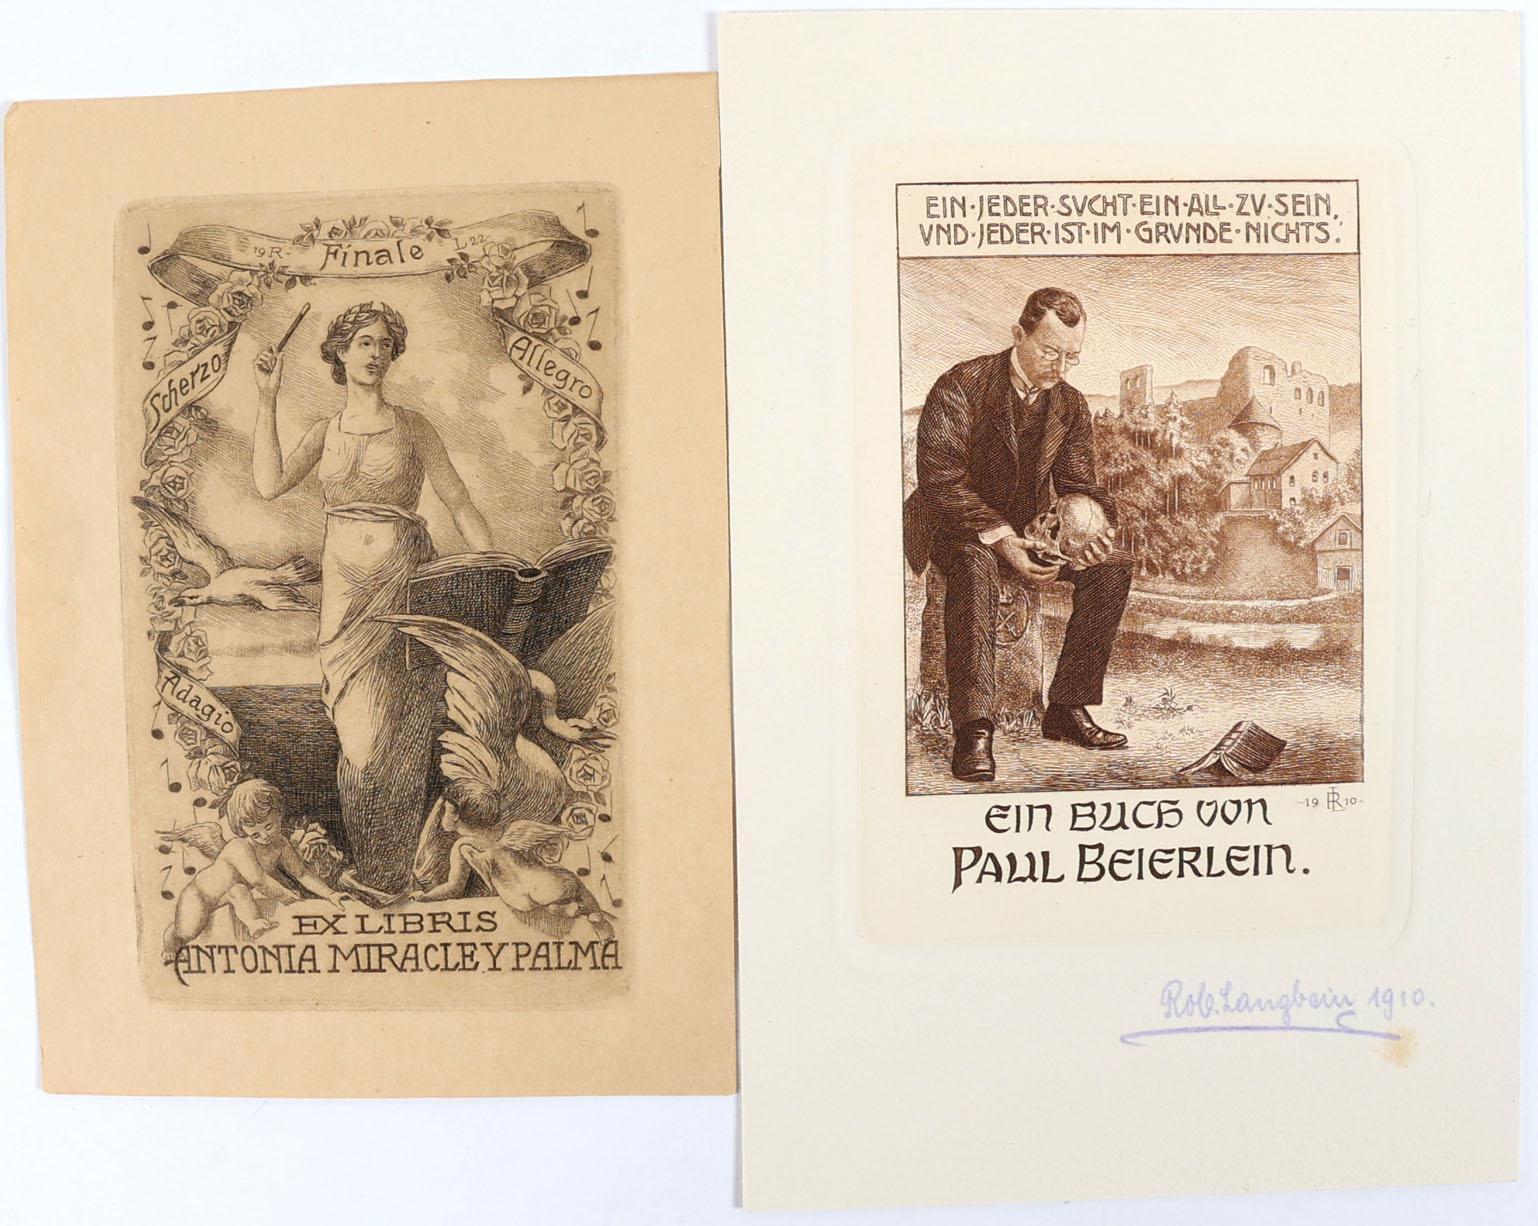 19 R- Finale L 22
Scherzo
Allegro
Adagio
EX LIBRIS
ANTONIA MIRACLE Y PALMA
EIN·JEDER·SVCHT·EIN·ALL·ZV·SEIN,
VND·JEDER·IST·IM·GRVNDE·NICHTS.
~19 RL 10~
EIN BUCH VON
PAUL BEIERLEIN.
Rob. Langbein 1910.